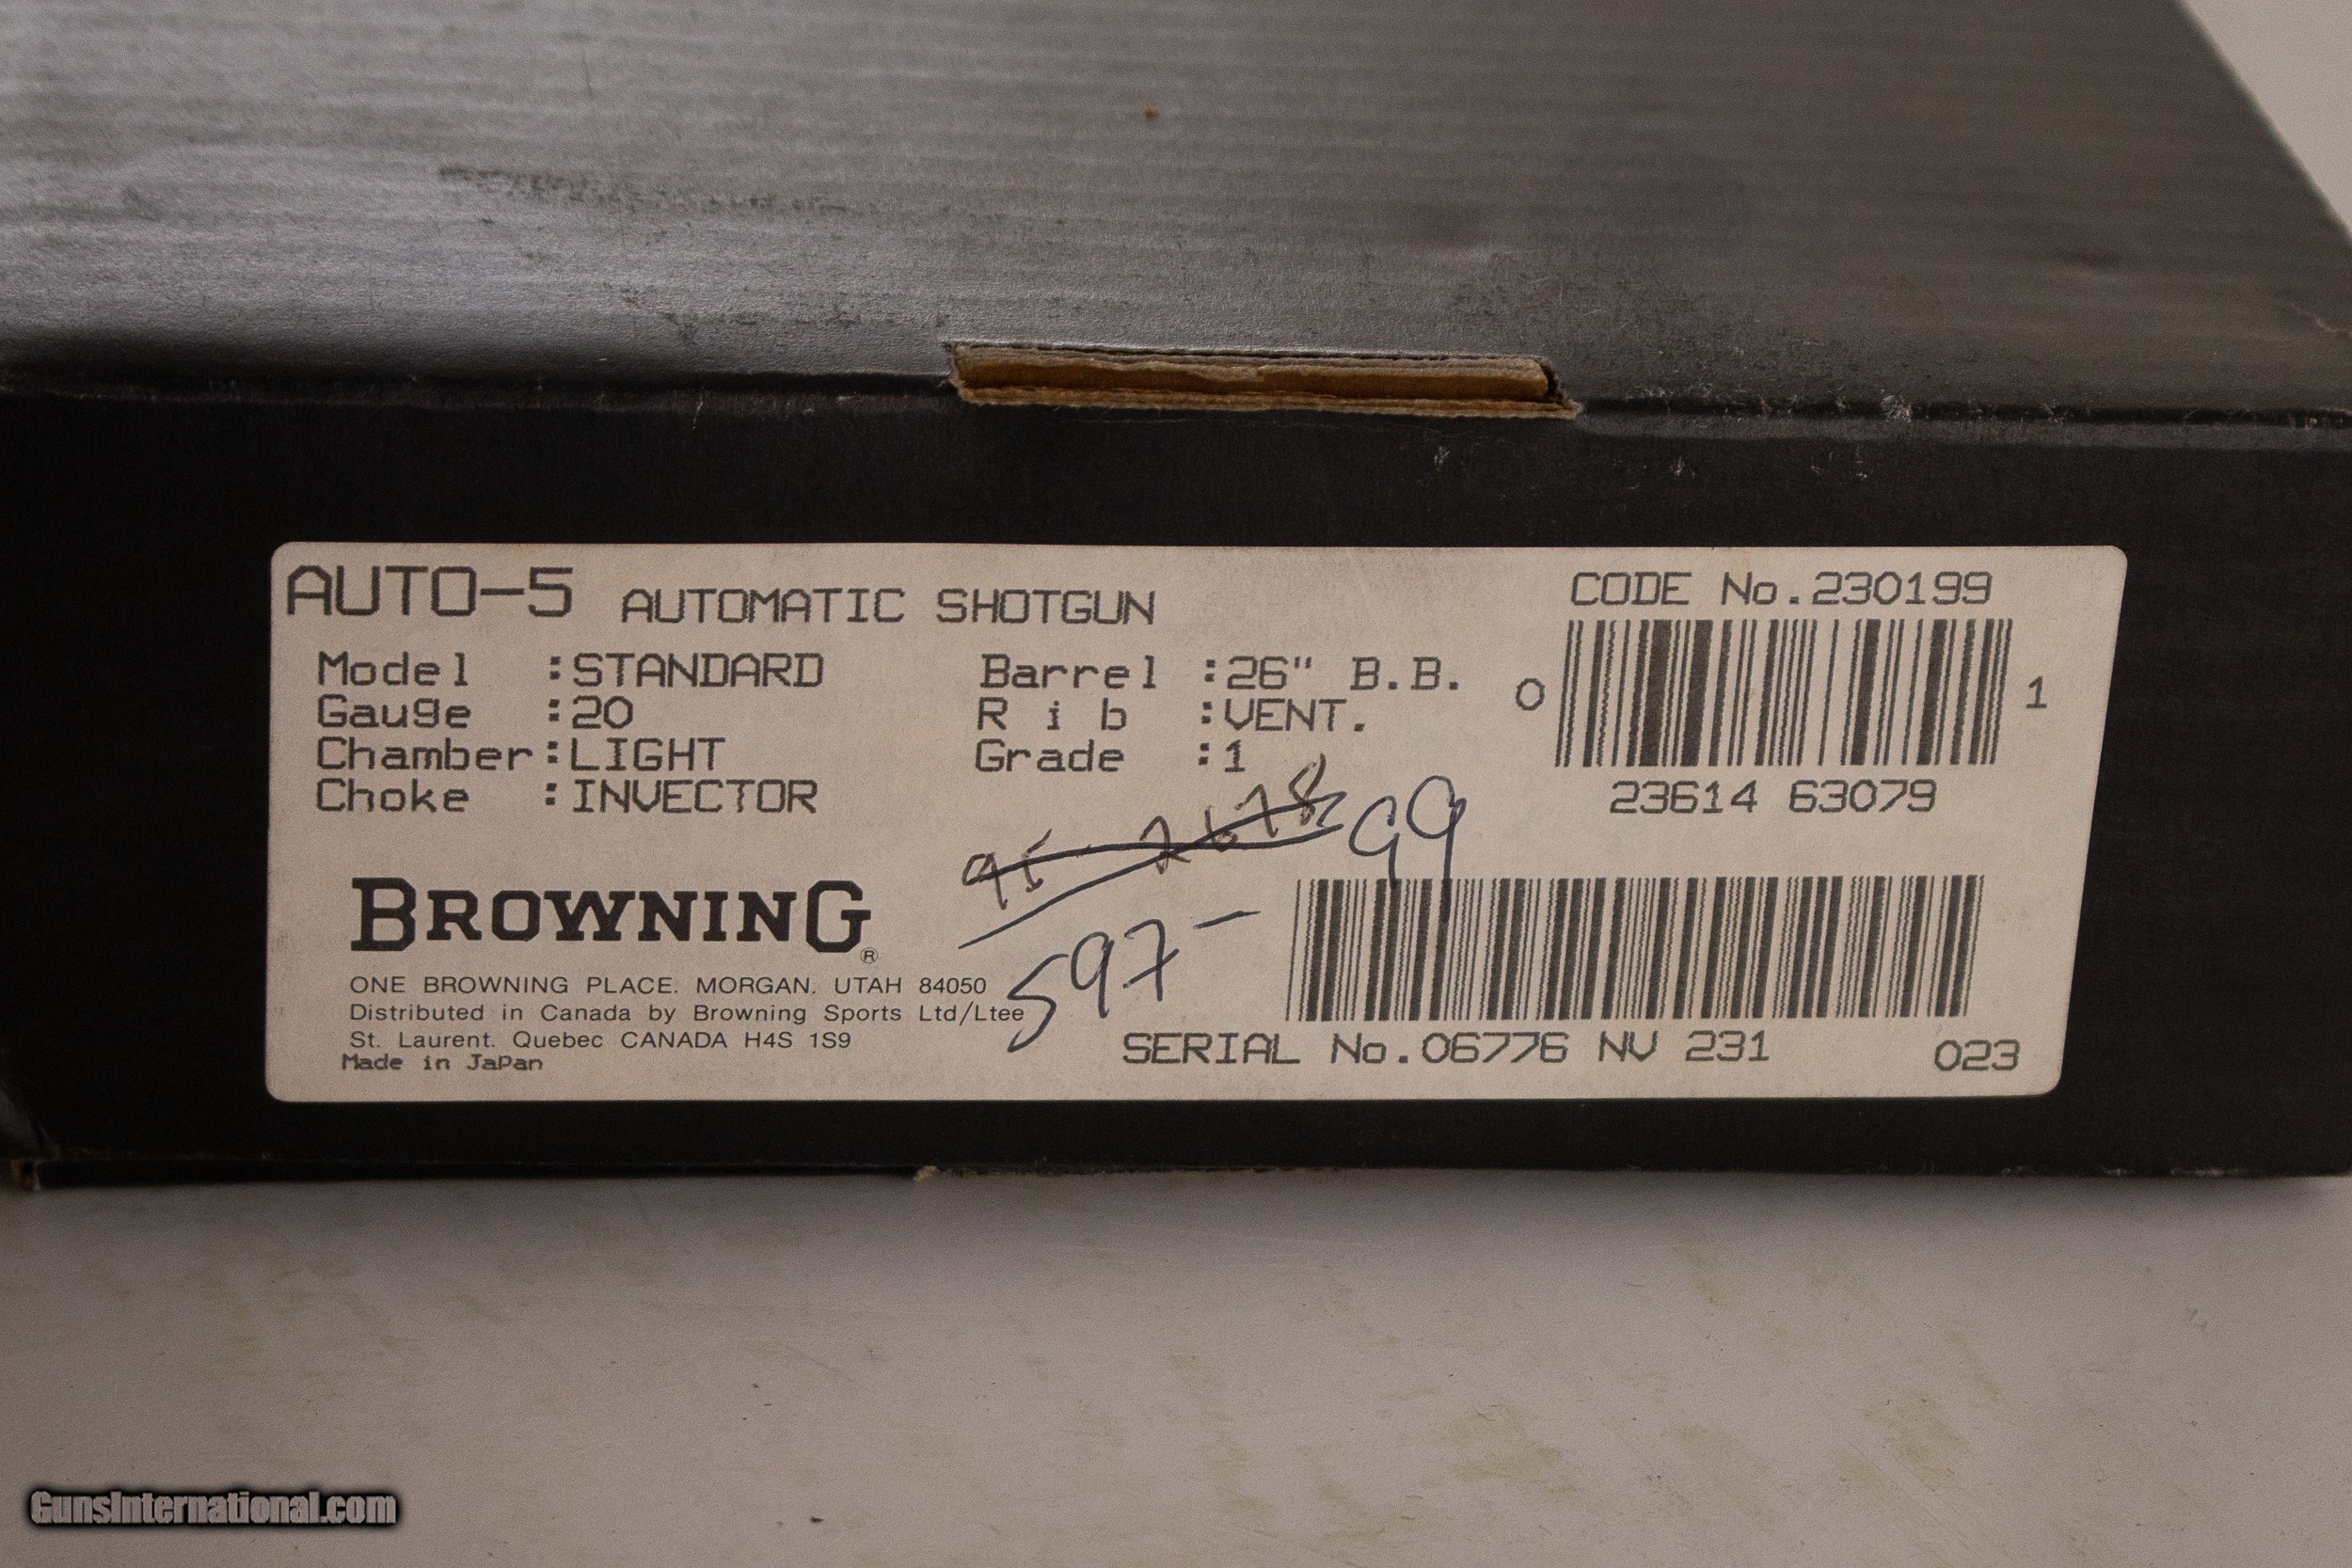 AUTO-5 AUTOMATIC SHOTGUN
CODE No.230199
Model :STANDARD
Gauge :20
Chamber:LIGHT
Choke :INVECTOR
Barrel :26" B.B.
Rib :VENT.
Grade :1
0 1
23614 63079
99
597-
BROWNING®
ONE BROWNING PLACE. MORGAN. UTAH 84050
Distributed in Canada by Browning Sports Ltd/Ltee
St. Laurent. Quebec CANADA H4S 1S9
Made in JaPan
SERIAL No.06776 NV 231
023
GunsInternational.com